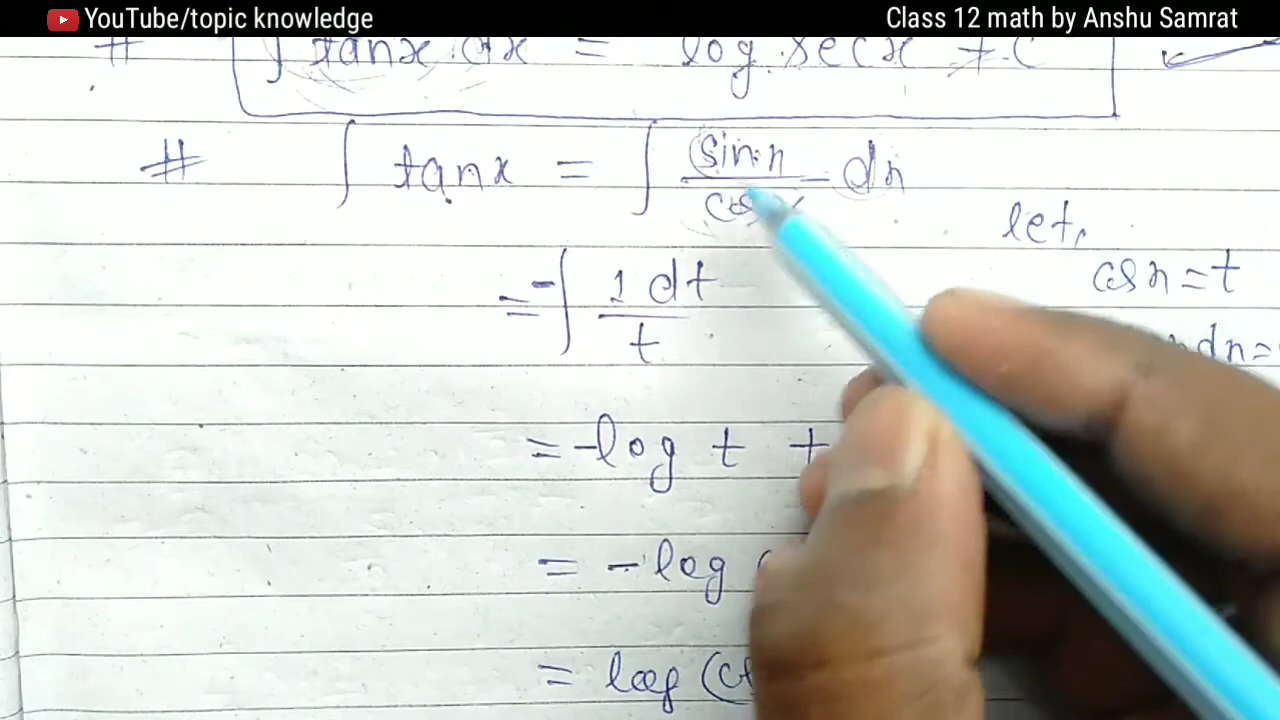 YouTube/topic knowledge
Class 12 math by Anshu Samrat
# ∫ tanx dx = log secx + C
# ∫ tanx = ∫ sinx/cosx dx
let,
cosx = t
= -∫ 1 dt/t
dx =
= -log t +
= -log (
= log (